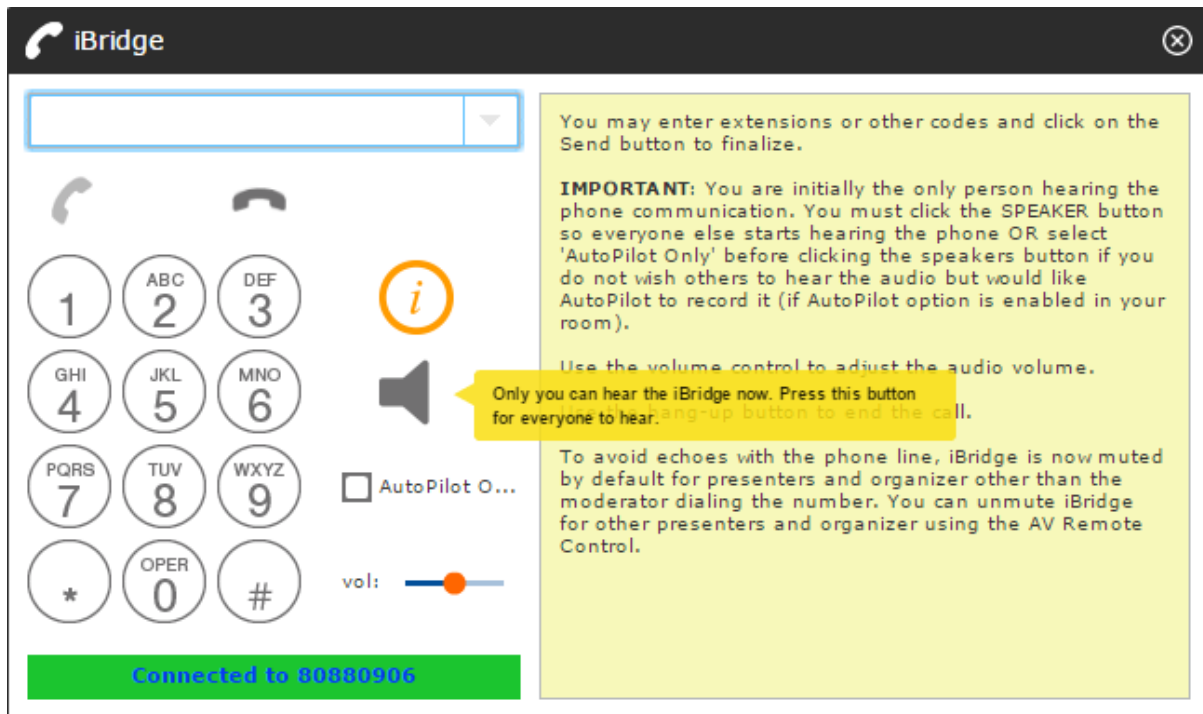 iBridge
You may enter extensions or other codes and click on the
Send button to finalize.
IMPORTANT: You are initially the only person hearing the
phone communication. You must click the SPEAKER button
so everyone else starts hearing the phone OR select
'AutoPilot Only' before clicking the speakers button if you
do not wish others to hear the audio but would like
AutoPilot to record it (if AutoPilot option is enabled in your
room).
Use the volume control to adjust the audio volume.
Only you can hear the iBridge now. Press this button
for everyone to hear.
Use the hang-up button to end the call.
To avoid echoes with the phone line, iBridge is now muted
by default for presenters and organizer other than the
moderator dialing the number. You can unmute iBridge
for other presenters and organizer using the AV Remote
Control.
1
ABC
2
DEF
3
i
GHI
4
JKL
5
MNO
6
PQRS
7
TUV
8
WXYZ
9
AutoPilot O...
*
OPER
0
#
vol:
Connected to 80880906